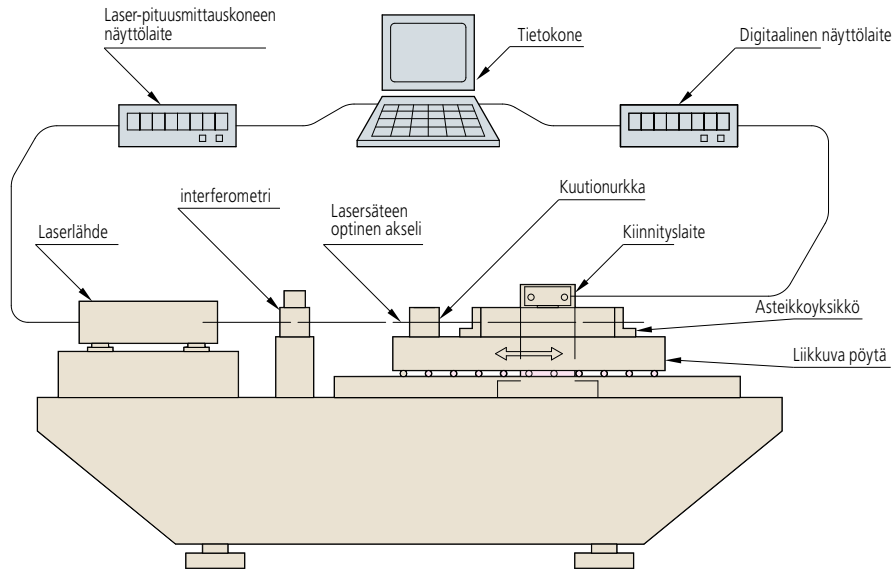 Laser-pituusmittauskoneen
näyttölaite
Tietokone
Digitaalinen näyttölaite
interferometri
Kuutionurkka
Lasersäteen
optinen akseli
Laserlähde
Kiinnityslaite
Asteikkoyksikkö
Liikkuva pöytä